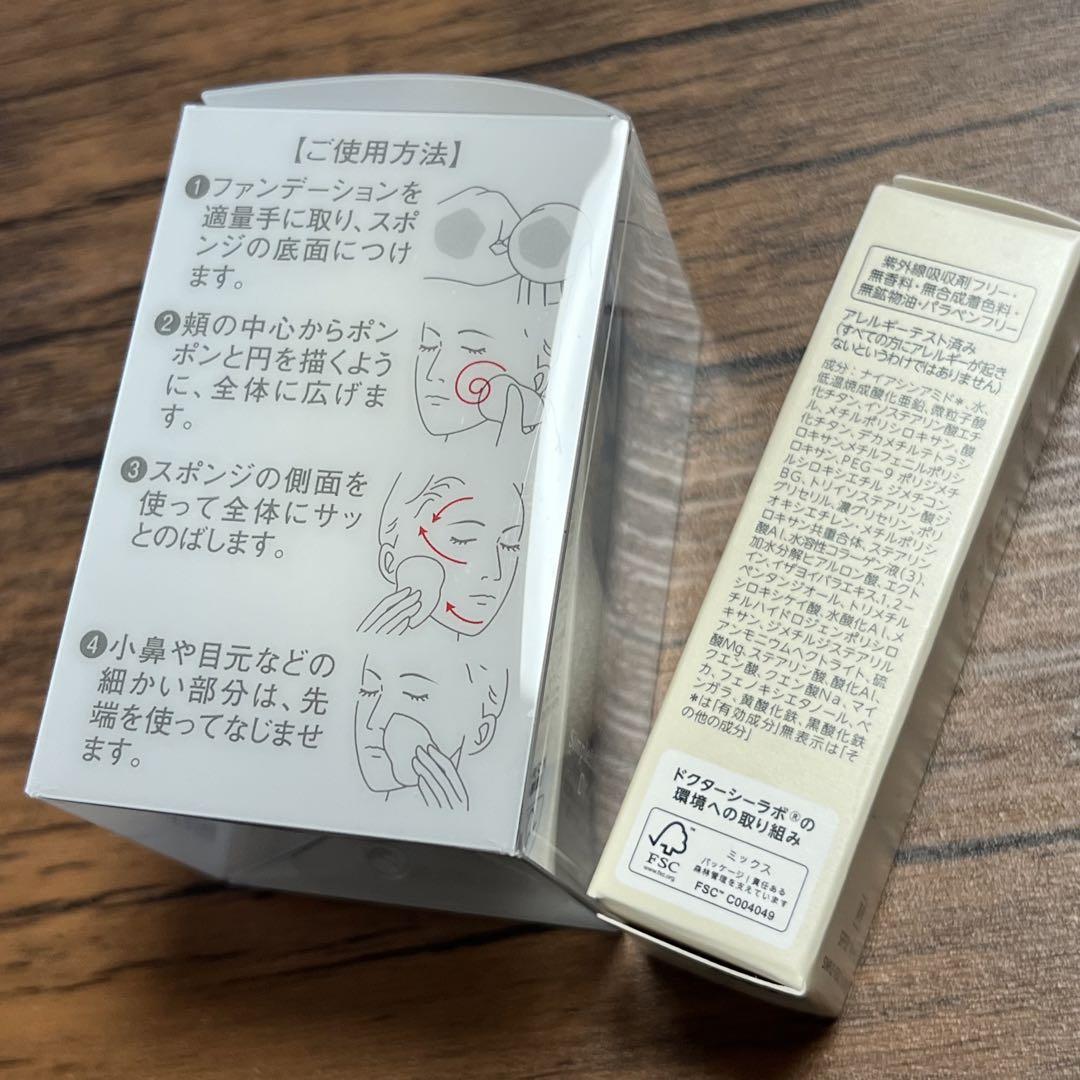 【ご使用方法】
❶ファンデーションを
適量手に取り、スポ
ンジの底面につけ
ます。
❷頬の中心からポン
ポンと円を描くよう
に、全体に広げま
す。
❸スポンジの側面を
使って全体にサッ
とのばします。
❹小鼻や目元などの
細かい部分は、先
端を使ってなじませ
ます。
紫外線吸収剤フリー・
無香料・無合成着色料・
無鉱物油・パラベンフリー
アレルギーテスト済み
(すべての方にアレルギーが起き
ないというわけではありません)
成分：ナイアシンアミド*、水、
低温焼成酸化亜鉛、微粒子酸
化チタン、イソステアリン酸エチ
ル、メチルポリシロキサン、酸
化チタン、デカメチルテトラシ
ロキサン、メチルフェニルポリシ
ロキサン、PEG-9 ポリジメチ
ルシロキシエチル ジメチコン、
BG、トリイソステアリン酸ジ
グリセリル、濃グリセリン、ポリ
オキシエチレン・メチルポリシ
ロキサン共重合体、ステアリン
酸Al、水溶性コラーゲン液(3)、
加水分解ヒアルロン酸、エクト
イン、イザヨイバラエキス、1,2-
ペンタンジオール、トリメチル
シロキシケイ酸、水酸化Al、メ
チルハイドロジェンポリシロ
キサン、ジメチルジステアリル
アンモニウムヘクトライト、硫
酸Mg、ステアリン酸、酸化Al、
クエン酸、クエン酸Na、マイ
カ、フェノキシエタノール、ベ
ンガラ、黄酸化鉄、黒酸化鉄
*は「有効成分」無表示は「そ
の他の成分」
ドクターシーラボ®の
環境への取り組み
FSC™
www.fsc.org
ミックス
パッケージ|責任ある
森林管理を支えています
FSC™ C004049